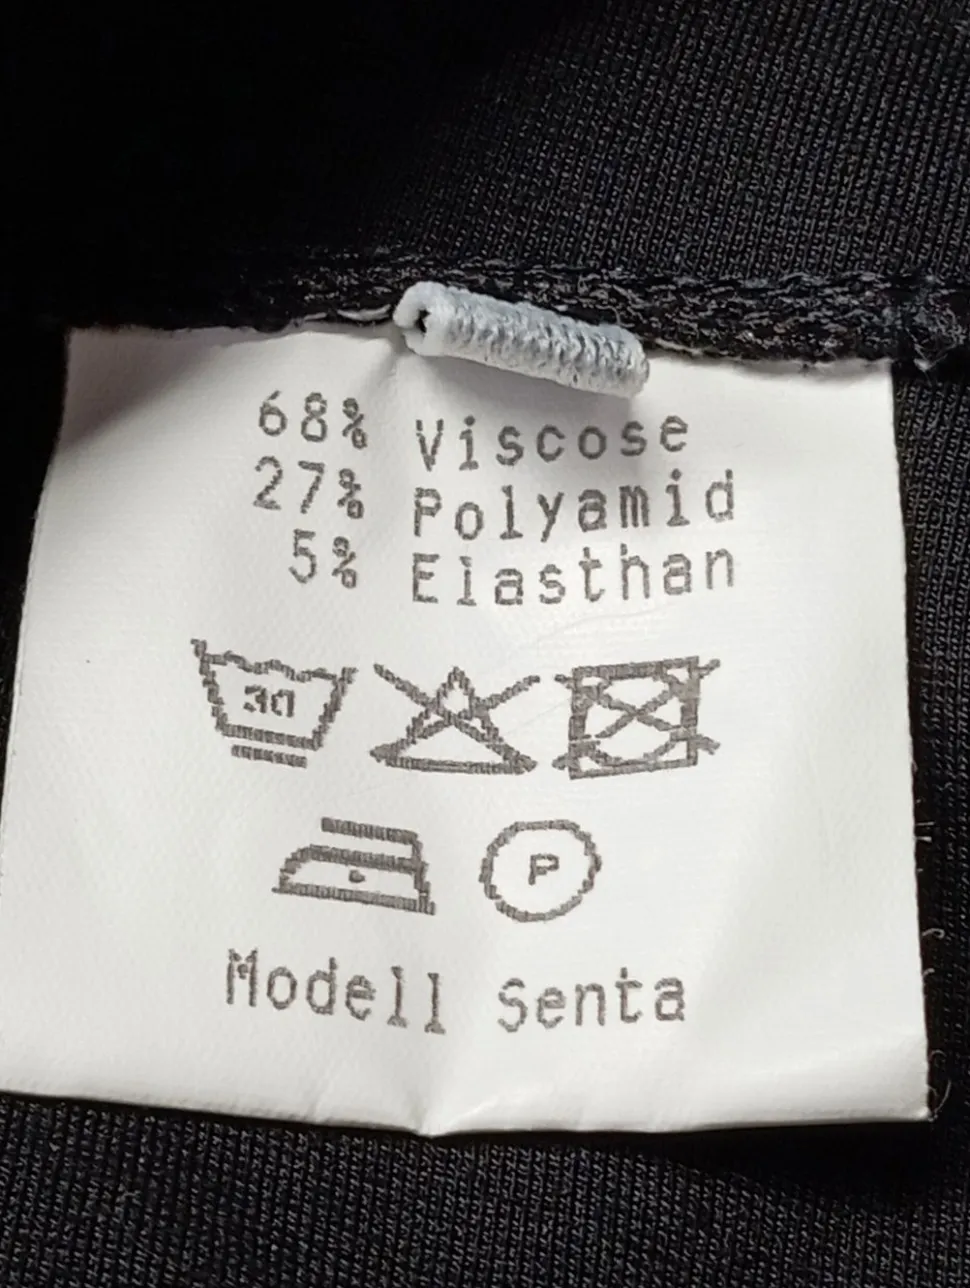 68% Viscose
27% Polyamid
5% Elasthan
30
P
Modell Senta